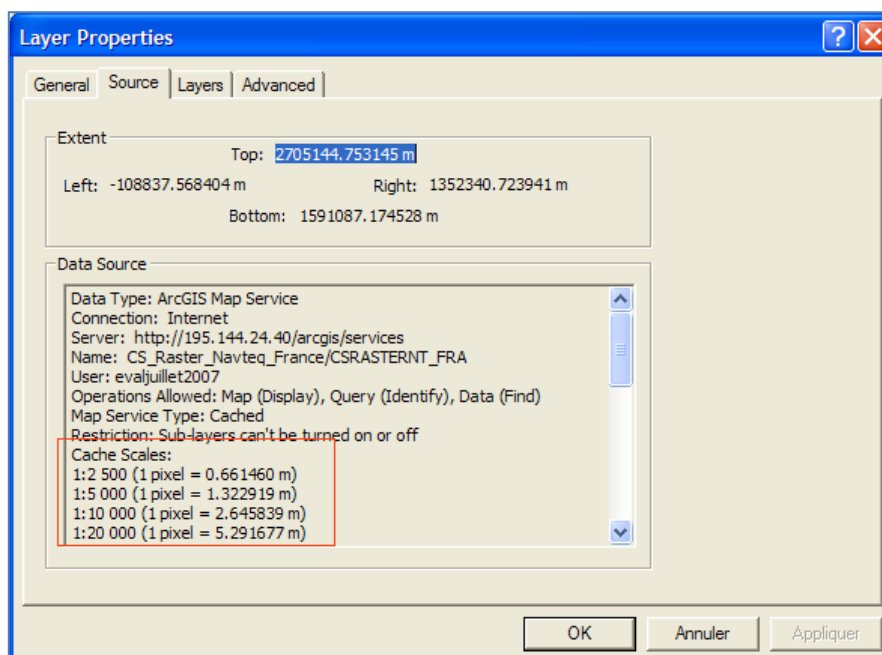 Layer Properties
General Source Layers Advanced
Extent
Top: 2705144.753145 m
Left: -108837.568404 m Right: 1352340.723941 m
Bottom: 1591087.174528 m
Data Source
Data Type: ArcGIS Map Service
Connection: Internet
Server: http://195.144.24.40/arcgis/services
Name: CS_Raster_Navteq_France/CSRASTERNT_FRA
User: evaljuillet2007
Operations Allowed: Map (Display), Query (Identify), Data (Find)
Map Service Type: Cached
Restriction: Sub-layers can't be turned on or off
Cache Scales:
1:2 500 (1 pixel = 0.661460 m)
1:5 000 (1 pixel = 1.322919 m)
1:10 000 (1 pixel = 2.645839 m)
1:20 000 (1 pixel = 5.291677 m)
OK Annuler Appliquer